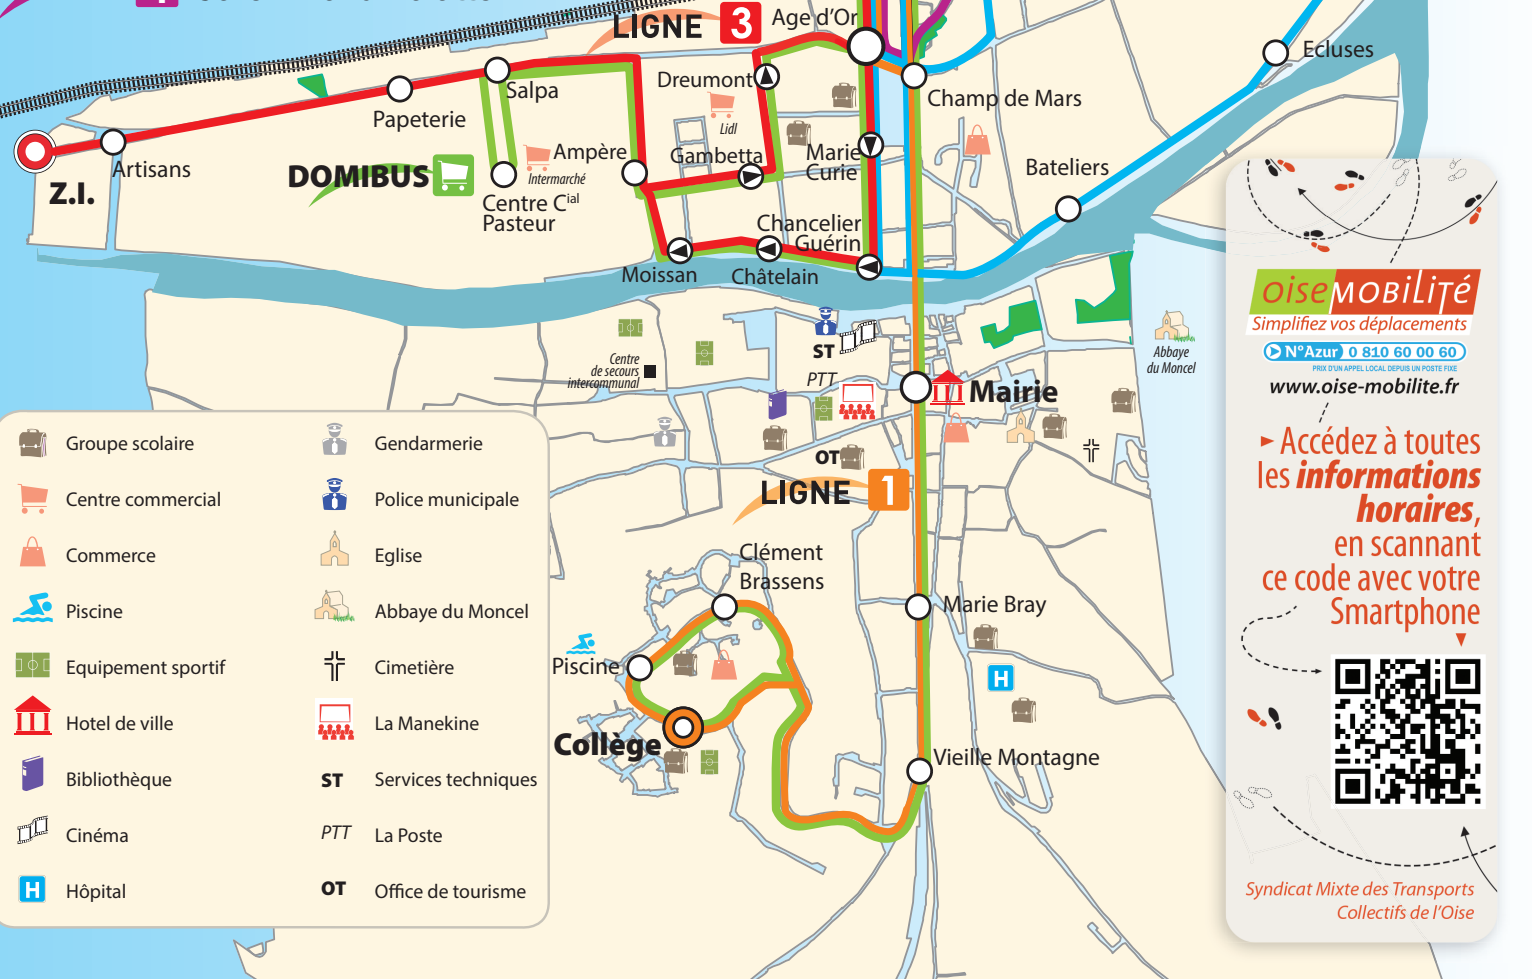 LIGNE 3
Age d'Or
Ecluses
Dreumont
Salpa
Champ de Mars
Papeterie
Lidl
Artisans
Ampère
Gambetta
Marie
Curie
Bateliers
DOMIBUS
Intermarché
Z.I.
Centre Cial
Pasteur
Chancelier
Guérin
Moissan
Châtelain
oise MOBILITÉ
Simplifiez vos déplacements
N°Azur 0 810 60 00 60
PRIX D'UN APPEL LOCAL DEPUIS UN POSTE FIXE
www.oise-mobilite.fr
Accédez à toutes
les informations
horaires,
en scannant
ce code avec votre
Smartphone
Syndicat Mixte des Transports
Collectifs de l'Oise
ST
Abbaye
du Moncel
Centre
de secours
intercommunal
PTT
Mairie
OT
LIGNE 1
Clément
Brassens
Marie Bray
Piscine
H
Collège
Vieille Montagne
Groupe scolaire
Centre commercial
Commerce
Piscine
Equipement sportif
Hotel de ville
Bibliothèque
Cinéma
H Hôpital
Gendarmerie
Police municipale
Eglise
Abbaye du Moncel
Cimetière
La Manekine
ST Services techniques
PTT La Poste
OT Office de tourisme